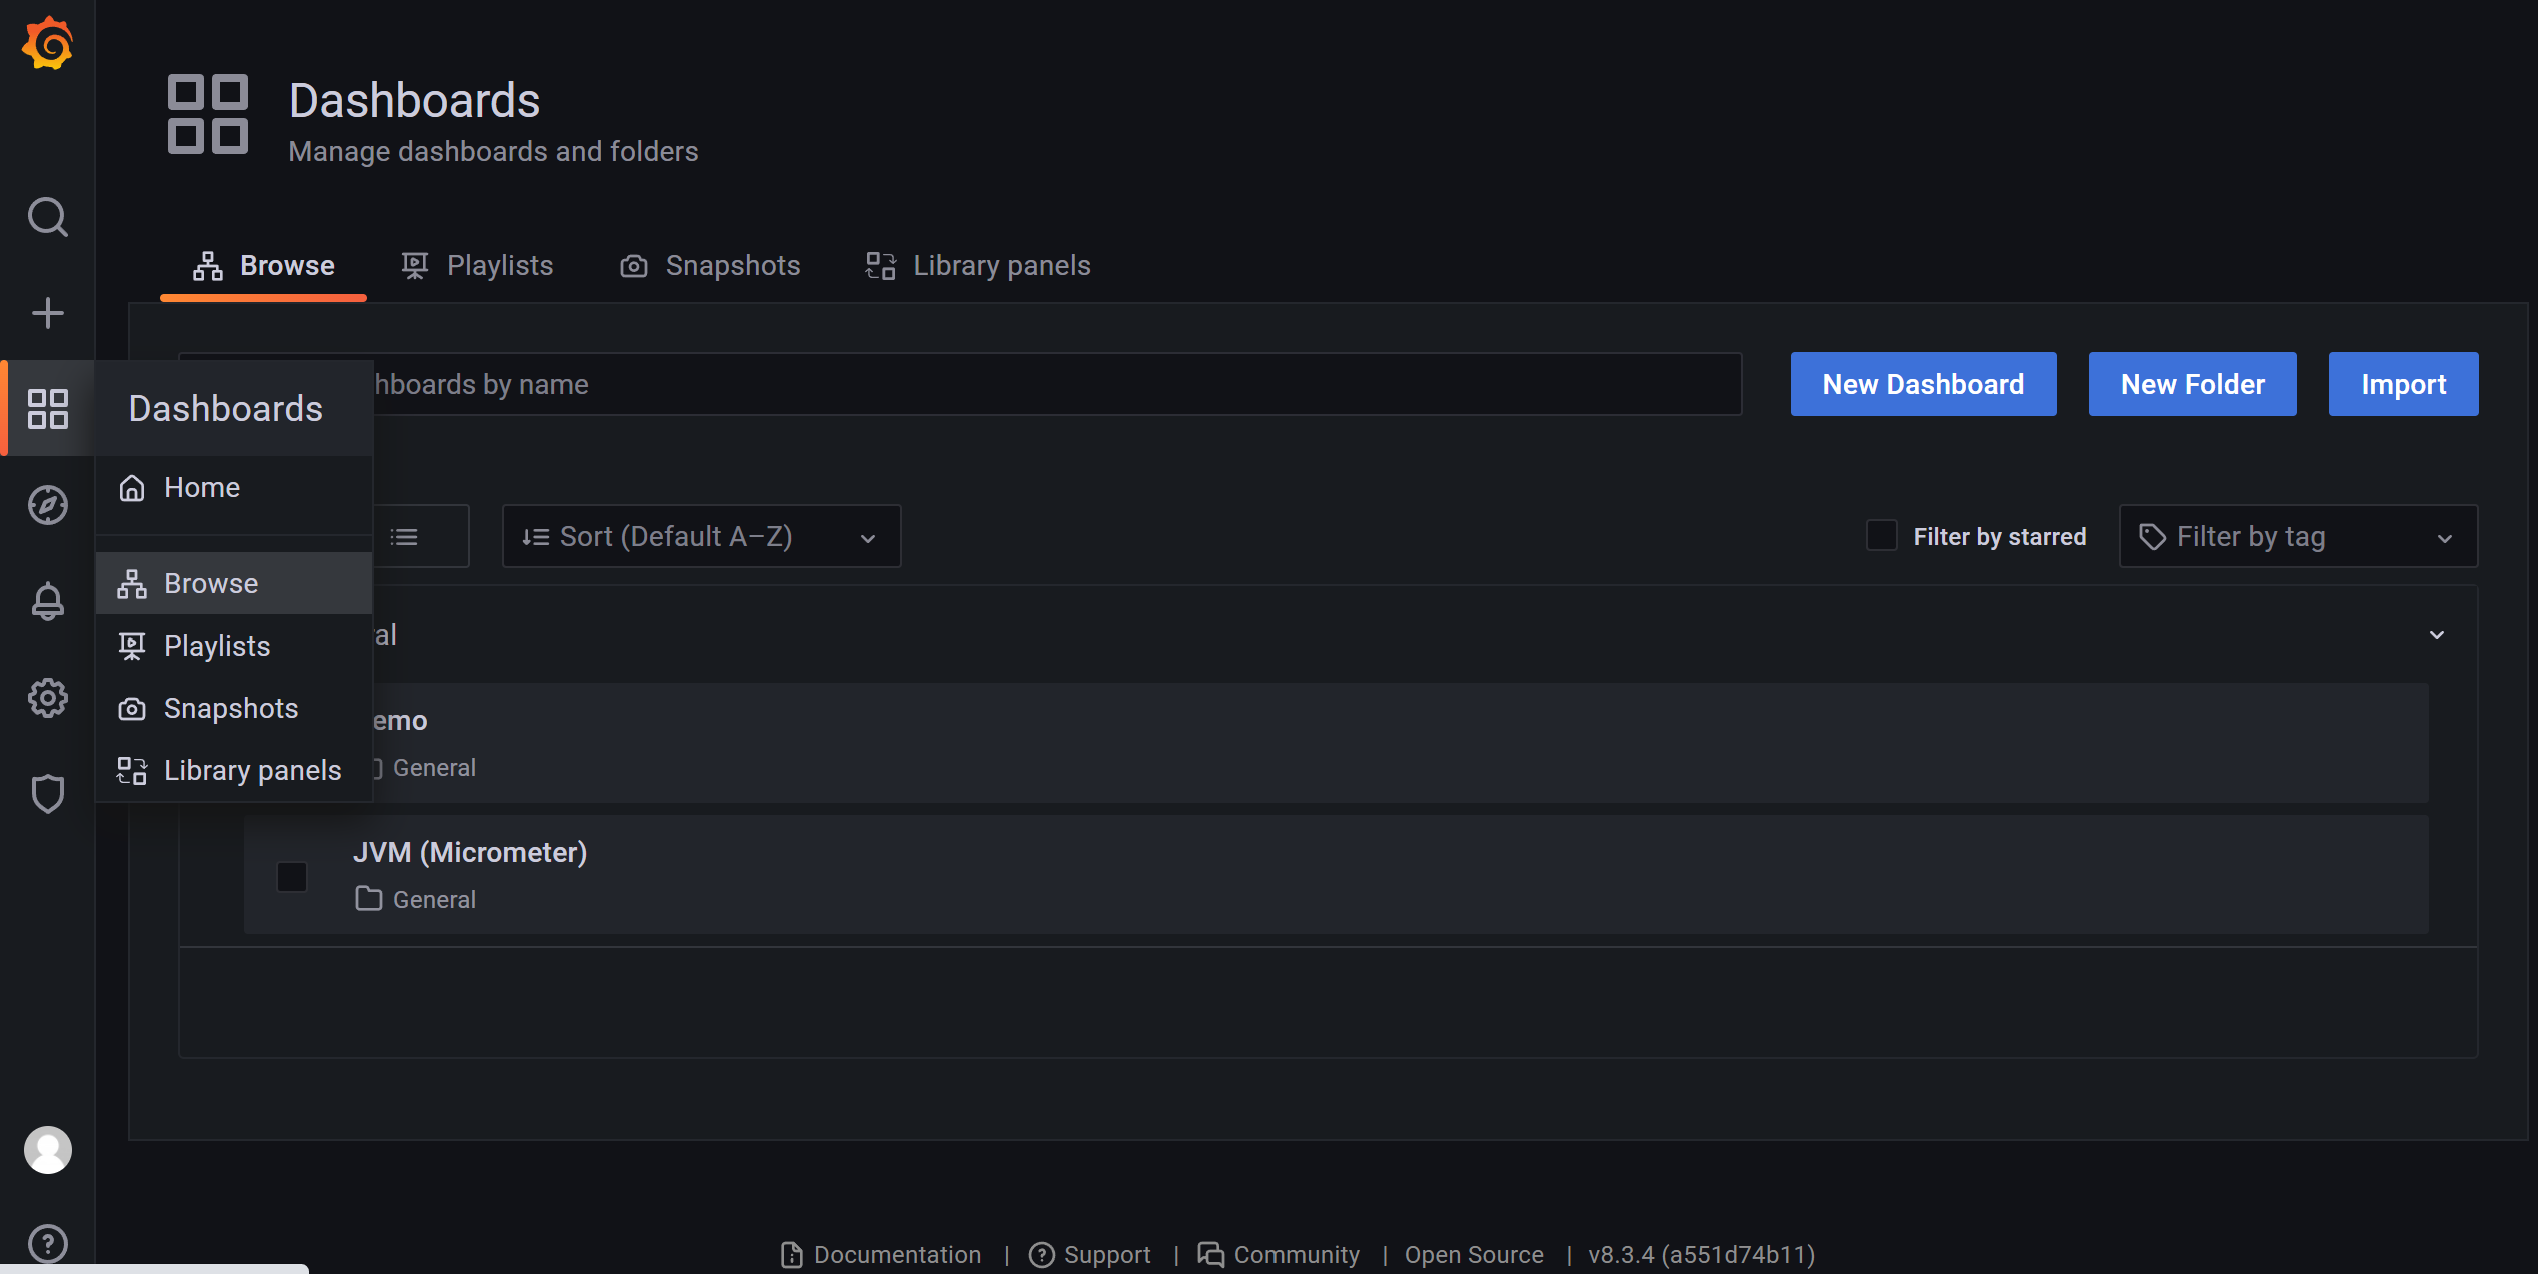 Dashboards
Manage dashboards and folders
Browse
Playlists
Snapshots
Library panels
hboards by name
New Dashboard
New Folder
Import
Dashboards
Home
Browse
Playlists
Snapshots
Library panels
Sort (Default A–Z)
Filter by starred
Filter by tag
al
emo
General
JVM (Micrometer)
General
Documentation | Support | Community | Open Source | v8.3.4 (a551d74b11)